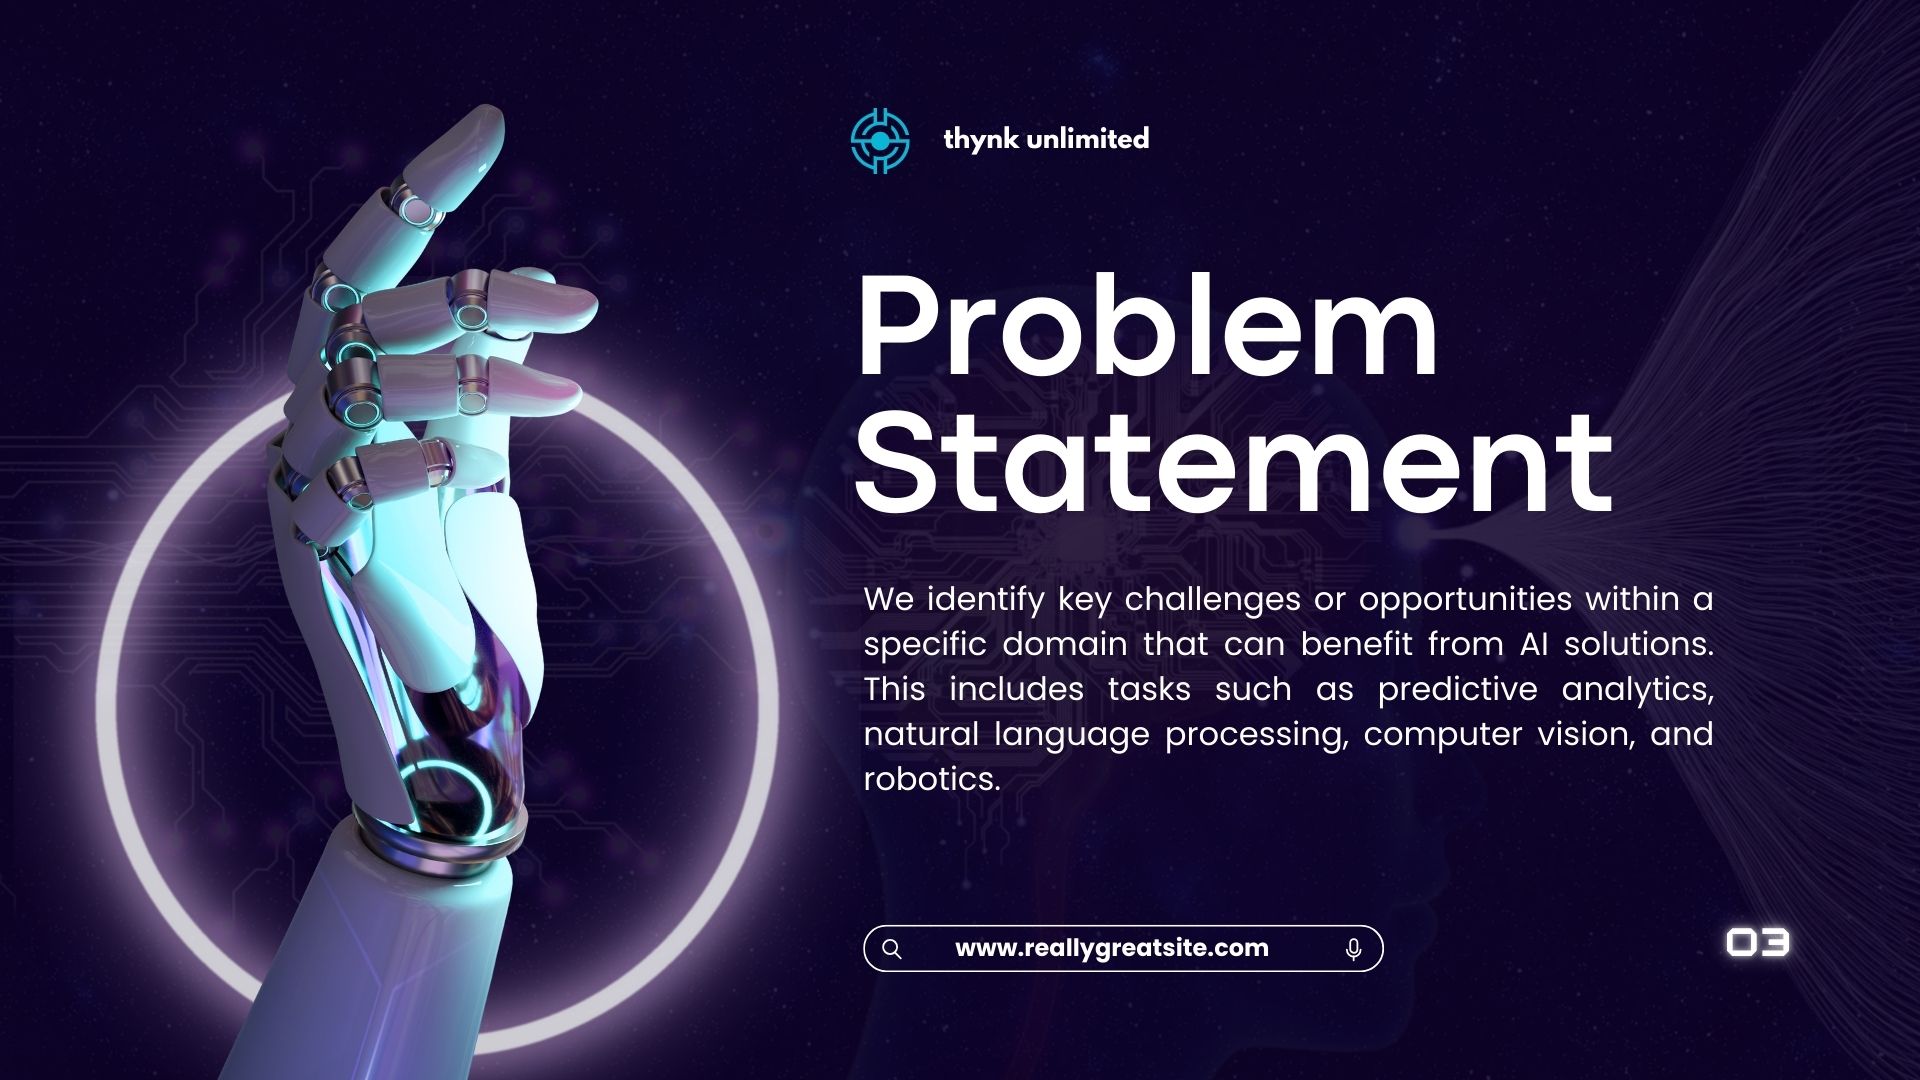 thynk unlimited
Problem
Statement
We identify key challenges or opportunities within a
specific domain that can benefit from AI solutions.
This includes tasks such as predictive analytics,
natural language processing, computer vision, and
robotics.
www.reallygreatsite.com
03